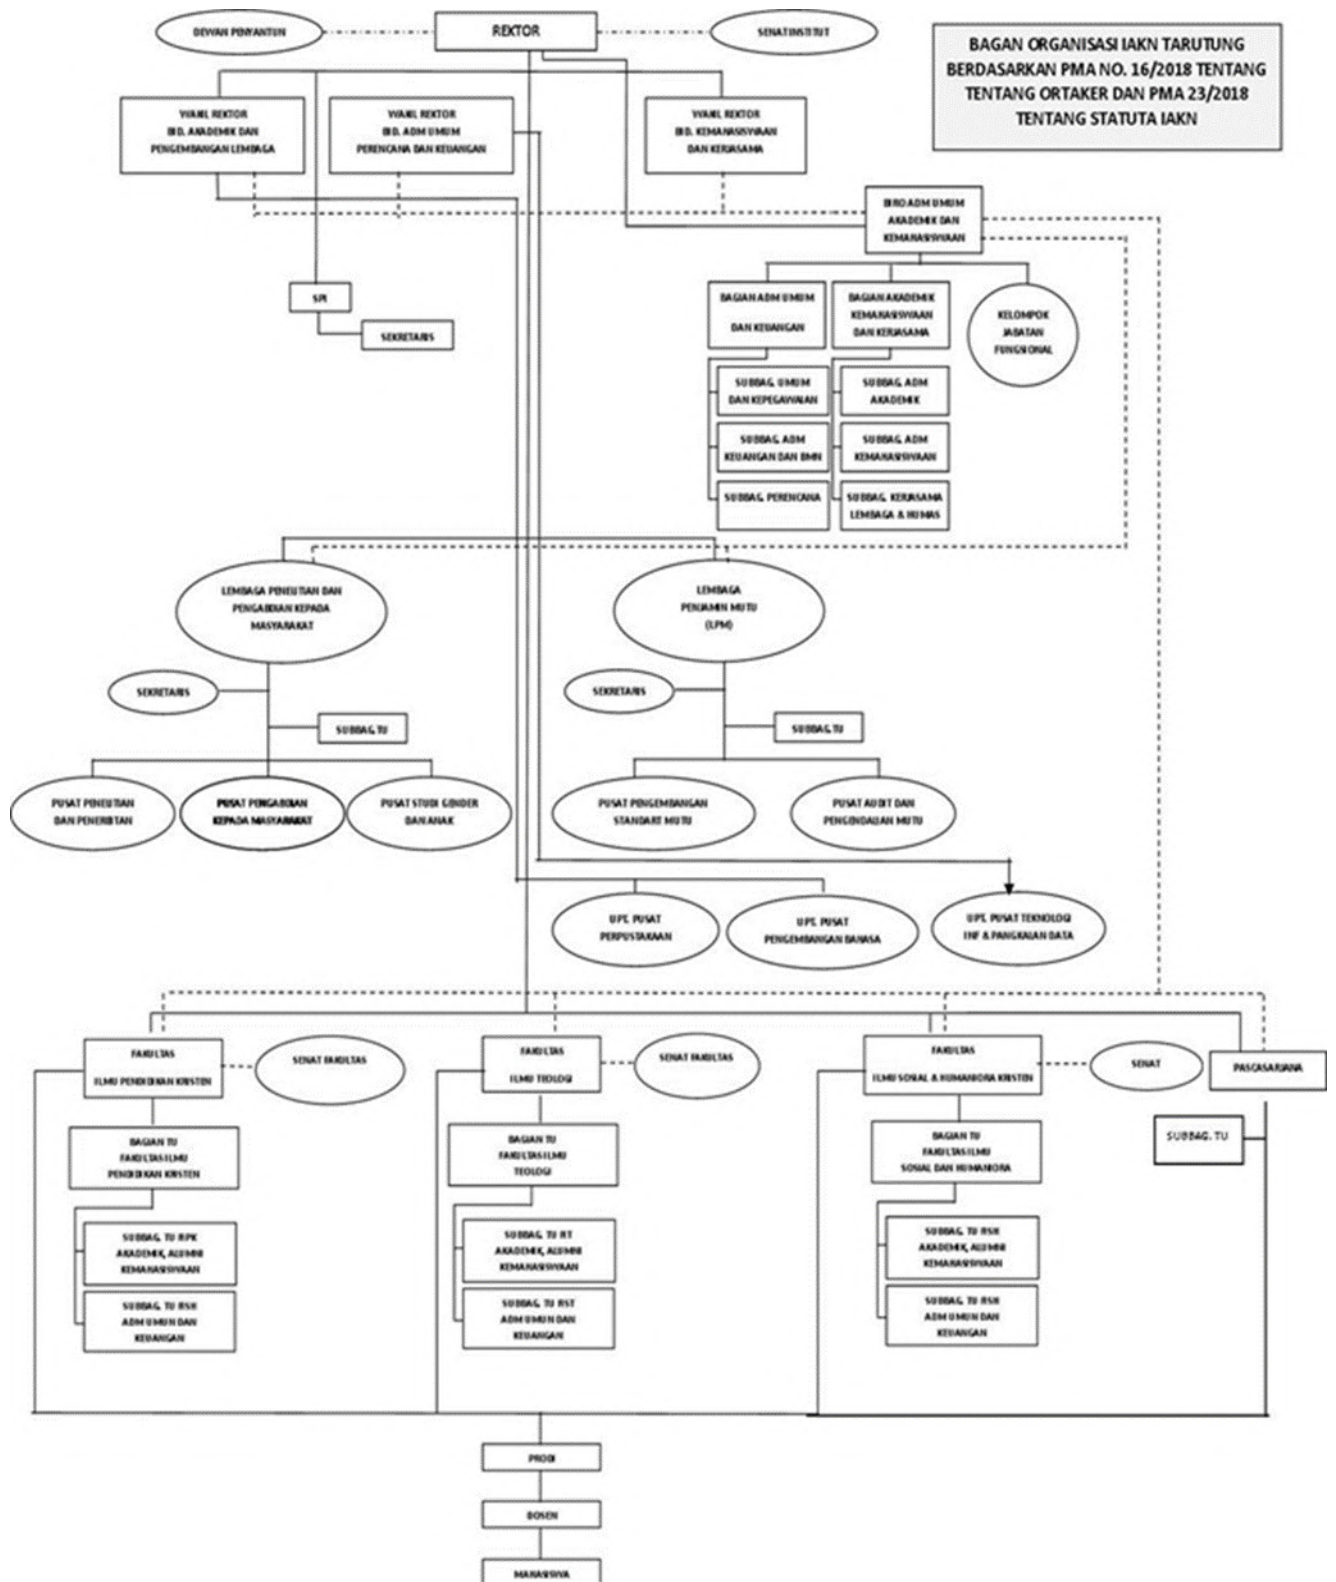 DEWAN PENYANTUN
REKTOR
SENAT INSTITUT
BAGAN ORGANISASI IAKN TARUTUNG
BERDASARKAN PMA NO. 16/2018 TENTANG
TENTANG ORTAKER DAN PMA 23/2018
TENTANG STATUTA IAKN
WAKIL REKTOR
BID. AKADEMIK DAN
PENGEMBANGAN LEMBAGA
WAKIL REKTOR
BID. ADM UMUM
PERENCANA DAN KEUANGAN
WAKIL REKTOR
BID. KEMAHASISWAAN
DAN KERJASAMA
BIRO ADM UMUM
AKADEMIK DAN
KEMAHASISWAAN
SPI
SEKRETARIS
BAGIAN ADM UMUM
DAN KEUANGAN
BAGIAN AKADEMIK
KEMAHASISWAAN
DAN KERJASAMA
KELOMPOK
JABATAN
FUNGSIONAL
SUBBAG. UMUM
DAN KEPEGAWAIAN
SUBBAG. ADM
AKADEMIK
SUBBAG. ADM
KEUANGAN DAN BMN
SUBBAG. ADM
KEMAHASISWAAN
SUBBAG. PERENCANA
SUBBAG. KERJASAMA
LEMBAGA & HUMAS
LEMBAGA PENELITIAN DAN
PENGABDIAN KEPADA
MASYARAKAT
LEMBAGA
PENJAMIN MUTU
(LPM)
SEKRETARIS
SUBBAG.TU
SEKRETARIS
SUBBAG.TU
PUSAT PENELITIAN
DAN PENERBITAN
PUSAT PENGABDIAN
KEPADA MASYARAKAT
PUSAT STUDI GENDER
DAN ANAK
PUSAT PENGEMBANGAN
STANDART MUTU
PUSAT AUDIT DAN
PENGENDALIAN MUTU
UPT. PUSAT
PERPUSTAKAAN
UPT. PUSAT
PENGEMBANGAN BAHASA
UPT. PUSAT TEKNOLOGI
INF & PANGKALAN DATA
FAKULTAS
ILMU PENDIDIKAN KRISTEN
SENAT FAKULTAS
FAKULTAS
ILMU TEOLOGI
SENAT FAKULTAS
FAKULTAS
ILMU SOSIAL & HUMANIORA KRISTEN
SENAT
PASCASARJANA
SUBBAG. TU
BAGIAN TU
FAKULTAS ILMU
PENDIDIKAN KRISTEN
BAGIAN TU
FAKULTAS ILMU
TEOLOGI
BAGIAN TU
FAKULTAS ILMU
SOSIAL DAN HUMANIORA
SUBBAG. TU
AKADEMIK, ALUMNI
KEMAHASISWAAN
SUBBAG. TU
AKADEMIK, ALUMNI
KEMAHASISWAAN
SUBBAG. TU
AKADEMIK, ALUMNI
KEMAHASISWAAN
SUBBAG. TU
ADM UMUN DAN
KEUANGAN
SUBBAG. TU
ADM UMUN DAN
KEUANGAN
SUBBAG. TU
ADM UMUN DAN
KEUANGAN
PRODI
DOSEN
MAHASISWA